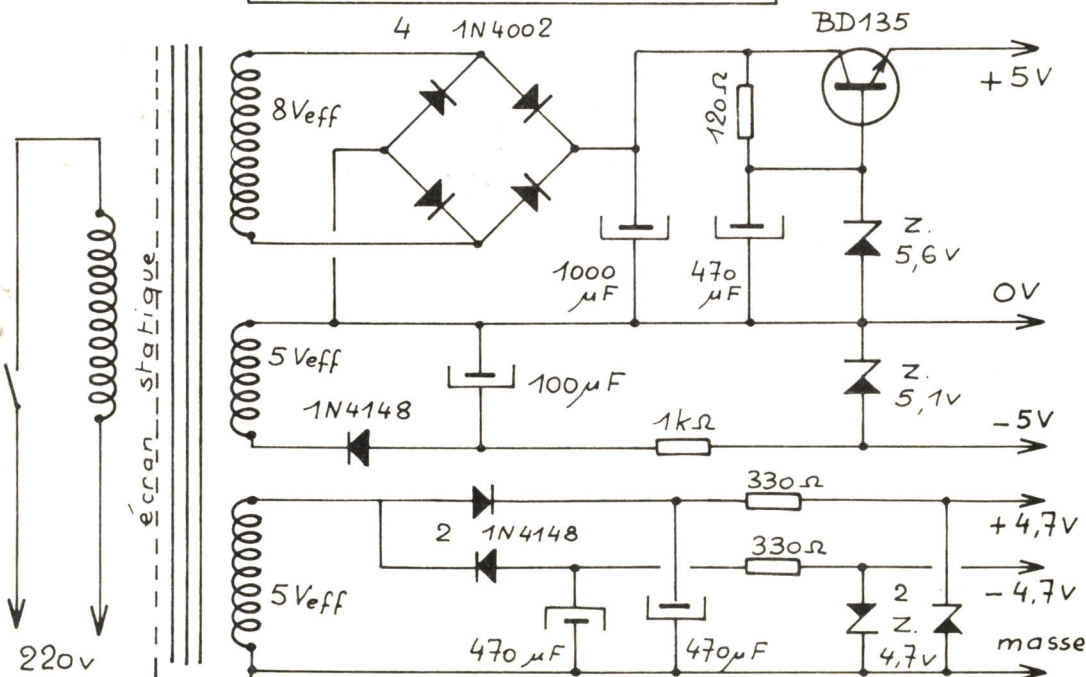 4 1N4002
BD135
+5V
8Veff
120Ω
écran statique
Z.
5,6V
1000
µF
470
µF
0V
5Veff
100µF
Z.
5,1V
1N4148
1kΩ
-5V
330Ω
+4,7V
2 1N4148
330Ω
-4,7V
5Veff
2
Z.
4,7V
470µF
470µF
masse
220V